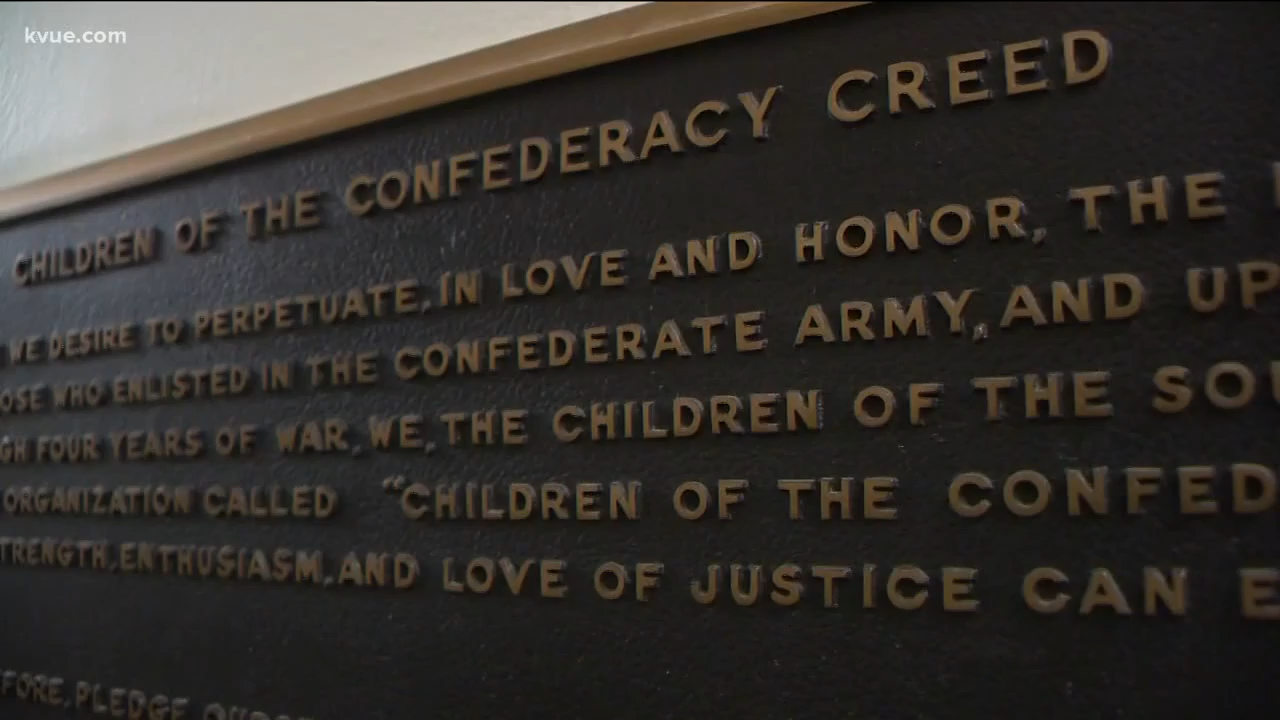 kvue.com
CHILDREN OF THE CONFEDERACY CREED
WE DESIRE TO PERPETUATE, IN LOVE AND HONOR, THE
OSE WHO ENLISTED IN THE CONFEDERATE ARMY, AND UP
GH FOUR YEARS OF WAR, WE, THE CHILDREN OF THE SOU
ORGANIZATION CALLED "CHILDREN OF THE CONFED
TRENGTH, ENTHUSIASM, AND LOVE OF JUSTICE CAN E
FORE, PLEDGE